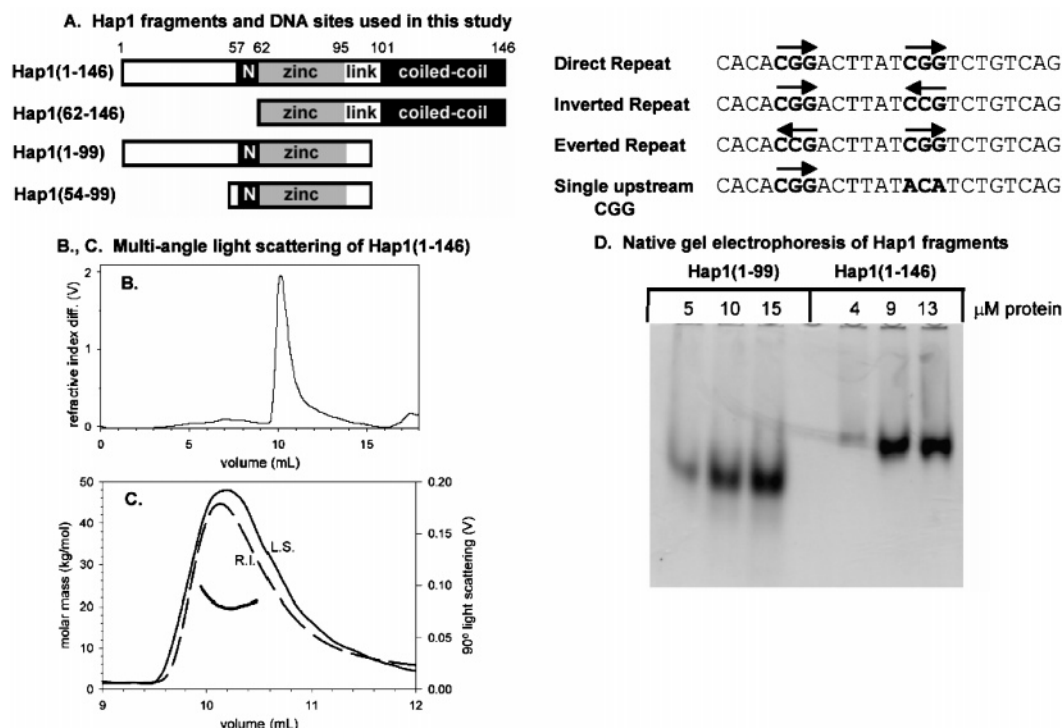 A. Hap1 fragments and DNA sites used in this study
1 57 62 95 101 146
Hap1(1-146) N zinc link coiled-coil
Hap1(62-146) zinc link coiled-coil
Hap1(1-99) N zinc
Hap1(54-99) N zinc
Direct Repeat CACACGGACTTATCGGTCTGTCAG
Inverted Repeat CACACGGACTTATCCGTCTGTCAG
Everted Repeat CACACCGACTTATCGGTCTGTCAG
Single upstream CACACGGACTTATACATCTGTCAG
CGG
B., C. Multi-angle light scattering of Hap1(1-146)
B.
refractive index diff. (V)
2
1
0
0 5 10 15
volume (mL)
C.
molar mass (kg/mol)
50
40
30
20
10
0
L.S.
R.I.
0.20
0.15
0.10
0.05
0.00
90º light scattering (V)
9 10 11 12
volume (mL)
D. Native gel electrophoresis of Hap1 fragments
Hap1(1-99) Hap1(1-146)
5 10 15 4 9 13 μM protein